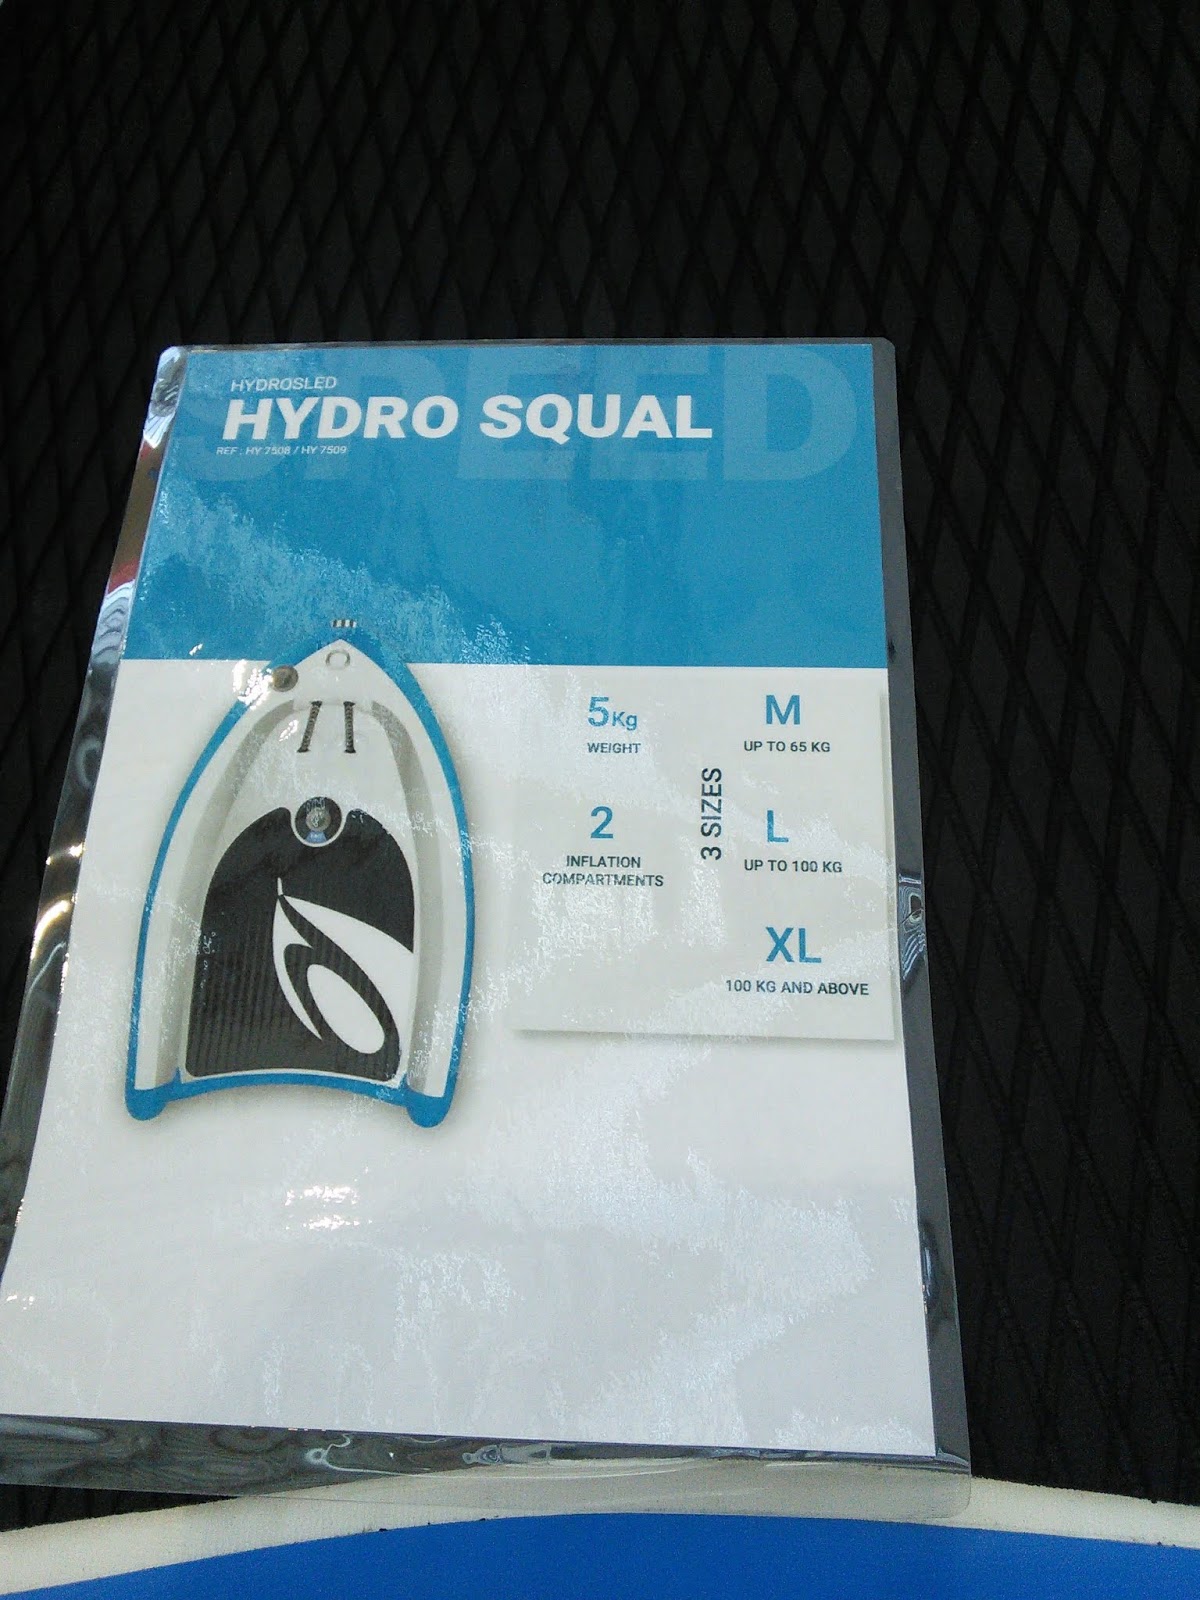 SPEED
HYDROSLED
HYDRO SQUAL
REF : HY 7508 / HY 7509
5Kg
WEIGHT
2
INFLATION
COMPARTMENTS
3 SIZES
M
UP TO 65 KG
L
UP TO 100 KG
XL
100 KG AND ABOVE